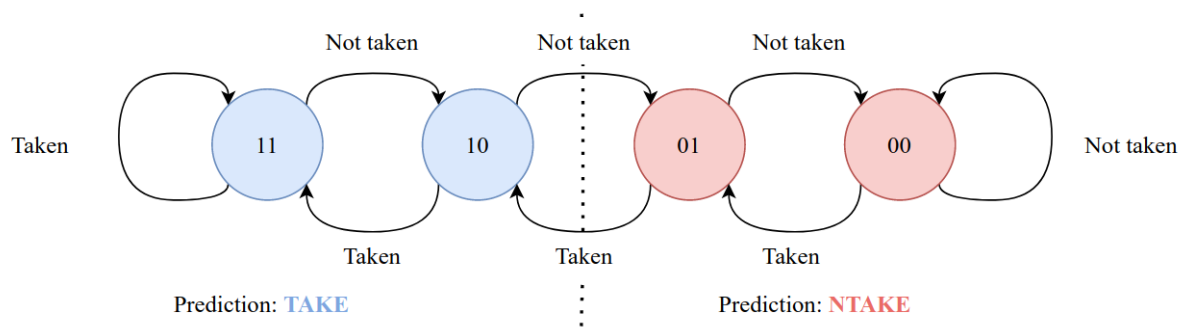 Not taken
Not taken
Not taken
Taken
11
10
01
00
Not taken
Taken
Taken
Taken
Prediction: TAKE
Prediction: NTAKE